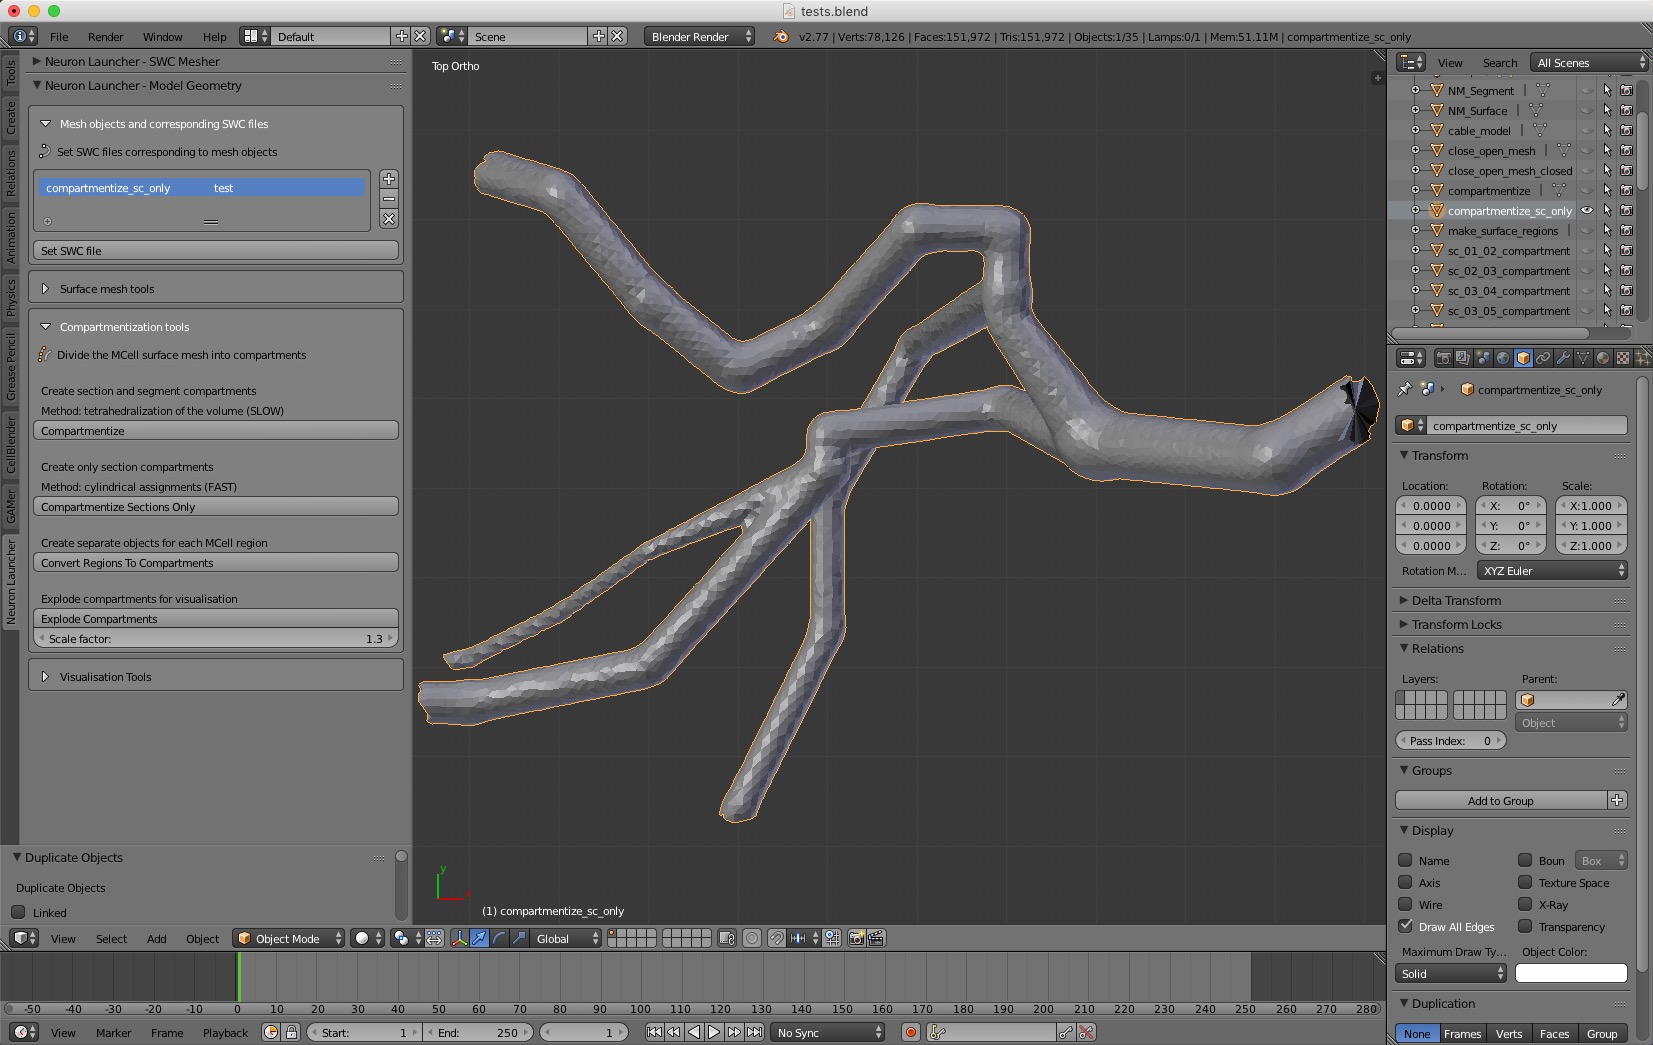 tests.blend
File Render Window Help Default Scene Blender Render v2.77 | Verts:78,126 | Faces:151,972 | Tris:151,972 | Objects:1/35 | Lamps:0/1 | Mem:51.11M | compartmentize_sc_only
Tools
Create
Relations
Animation
Physics
Grease Pencil
CellBlender
GAMer
Neuron Launcher
Neuron Launcher - SWC Mesher
Neuron Launcher - Model Geometry
Mesh objects and corresponding SWC files
Set SWC files corresponding to mesh objects
compartmentize_sc_only test
Set SWC file
Surface mesh tools
Compartmentization tools
Divide the MCell surface mesh into compartments
Create section and segment compartments
Method: tetrahedralization of the volume (SLOW)
Compartmentize
Create only section compartments
Method: cylindrical assignments (FAST)
Compartmentize Sections Only
Create separate objects for each MCell region
Convert Regions To Compartments
Explode compartments for visualisation
Explode Compartments
Scale factor: 1.3
Visualisation Tools
Duplicate Objects
Duplicate Objects
Linked
Top Ortho
y
x
(1) compartmentize_sc_only
View Select Add Object Object Mode Global
View Search All Scenes
NM_Segment
NM_Surface
cable_model
close_open_mesh
close_open_mesh_closed
compartmentize
compartmentize_sc_only
make_surface_regions
sc_01_02_compartment
sc_02_03_compartment
sc_03_04_compartment
sc_03_05_compartment
compartmentize_sc_only
compartmentize_sc_only
Transform
Location: Rotation: Scale:
0.0000 X: 0° X:1.000
0.0000 Y: 0° Y: 1.000
0.0000 Z: 0° Z:1.000
Rotation M... XYZ Euler
Delta Transform
Transform Locks
Relations
Layers: Parent:
Object
Pass Index: 0
Groups
Add to Group
Display
Name Boun Box
Axis Texture Space
Wire X-Ray
Draw All Edges Transparency
Maximum Draw Ty... Object Color:
Solid
Duplication
None Frames Verts Faces Group
-50 -40 -30 -20 -10 0 10 20 30 40 50 60 70 80 90 100 110 120 130 140 150 160 170 180 190 200 210 220 230 240 250 260 270 280
View Marker Frame Playback Start: 1 End: 250 1 No Sync